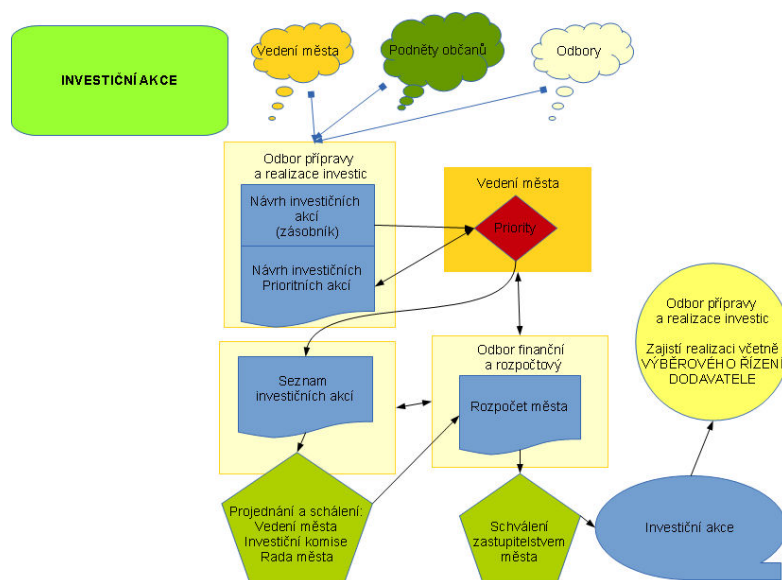 INVESTIČNÍ AKCE
Vedení města
Podněty občanů
Odbory
Odbor přípravy
a realizace investic
Návrh investičních
akcí
(zásobník)
Návrh investičních
Prioritních akcí
Vedení města
Priority
Seznam
investičních akcí
Odbor finanční
a rozpočtový
Rozpočet města
Projednání a schálení:
Vedení města
Investiční komise
Rada města
Schválení
zastupitelstvem
města
Investiční akce
Odbor přípravy
a realizace investic
Zajistí realizaci včetně
VÝBĚROVÉHO ŘÍZENÍ
DODAVATELE